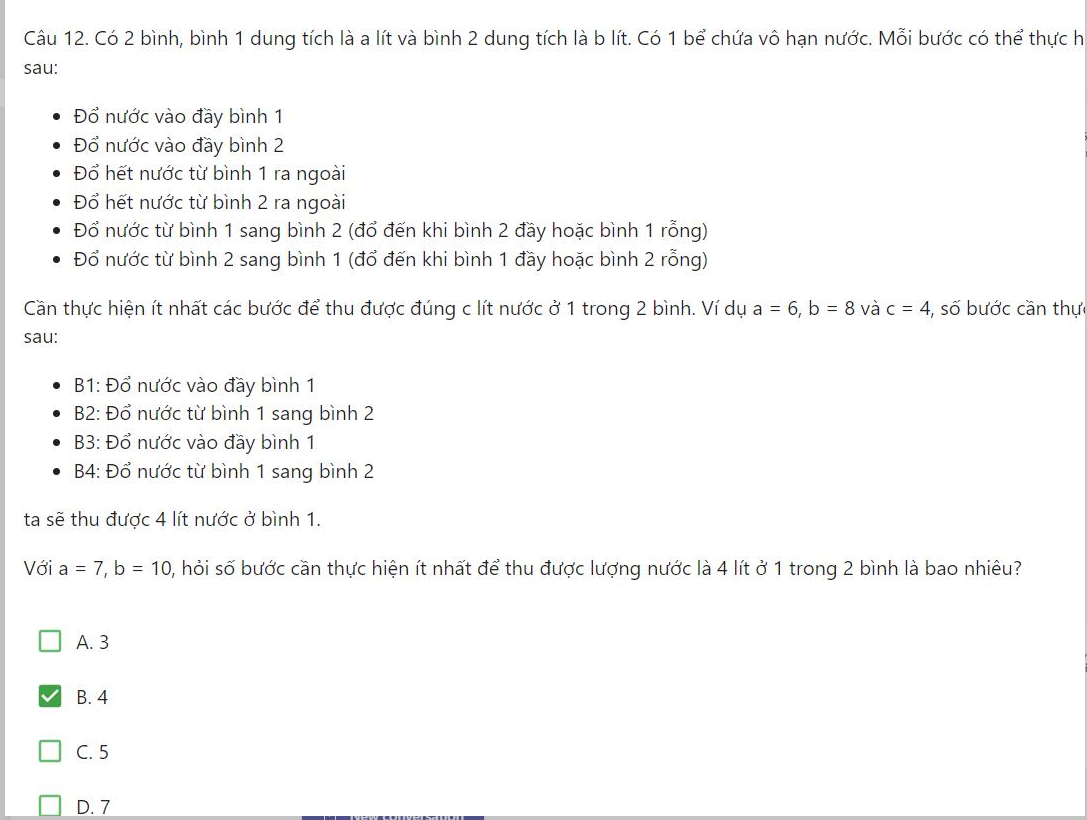 Câu 12. Có 2 bình, bình 1 dung tích là a lít và bình 2 dung tích là b lít. Có 1 bể chứa vô hạn nước. Mỗi bước có thể thực
sau:
• Đổ nước vào đầy bình 1
• Đổ nước vào đầy bình 2
• Đổ hết nước từ bình 1 ra ngoài
• Đổ hết nước từ bình 2 ra ngoài
• Đổ nước từ bình 1 sang bình 2 (đổ đến khi bình 2 đầy hoặc bình 1 rỗng)
• Đổ nước từ bình 2 sang bình 1 (đổ đến khi bình 1 đầy hoặc bình 2 rỗng)
Cần thực hiện ít nhất các bước để thu được đúng c lít nước ở 1 trong 2 bình. Ví dụ a = 6, b = 8 và c = 4, số bước cần
sau:
• B1: Đổ nước vào đầy bình 1
• B2: Đổ nước từ bình 1 sang bình 2
• B3: Đổ nước vào đầy bình 1
• B4: Đổ nước từ bình 1 sang bình 2
ta sẽ thu được 4 lít nước ở bình 1.
Với a = 7, b = 10, hỏi số bước cần thực hiện ít nhất để thu được lượng nước là 4 lít ở 1 trong 2 bình là bao nhiêu?
A. 3
B. 4
C. 5
D. 7
New conversation